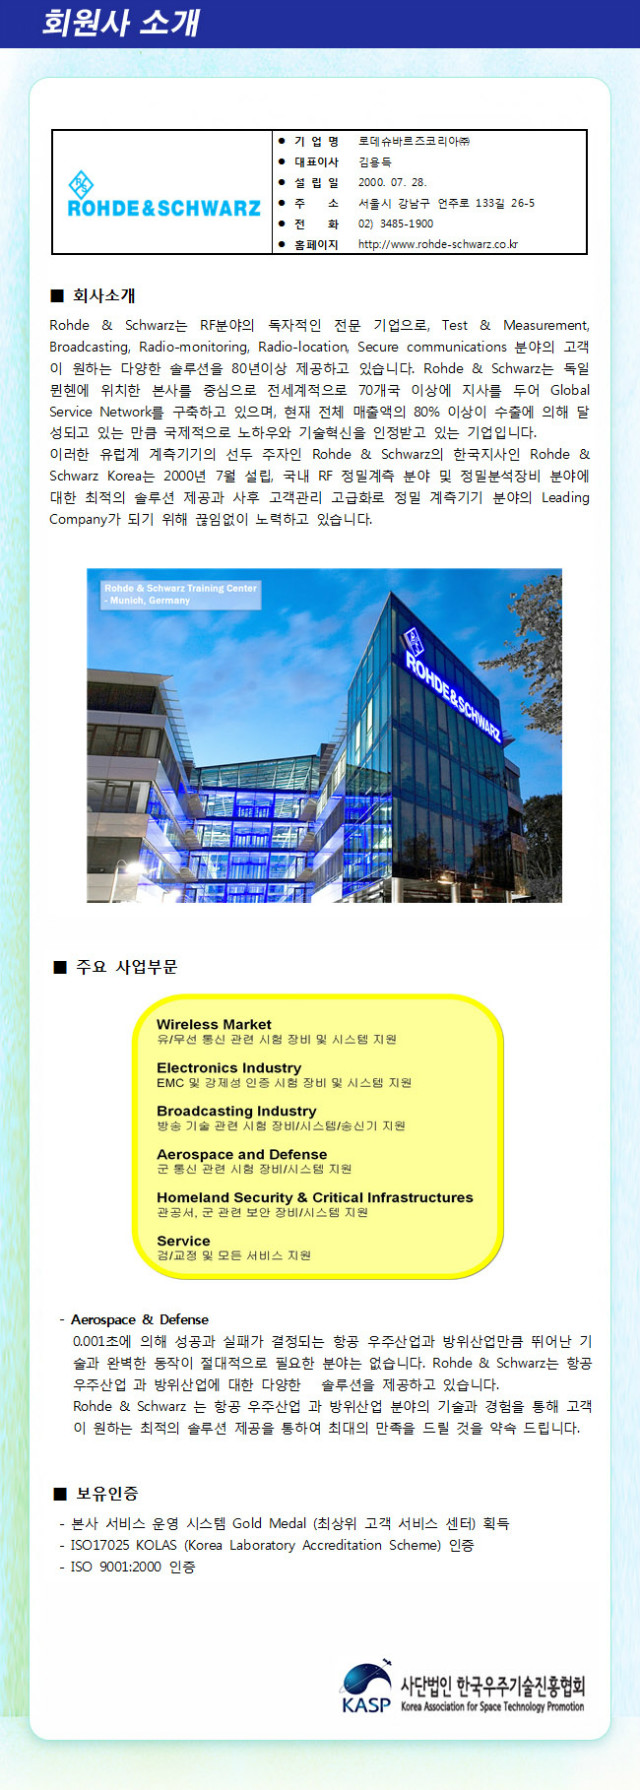 회원사 소개
ROHDE & SCHWARZ
● 기 업 명 로데슈바르즈코리아㈜
● 대표이사 김용득
● 설 립 일 2000. 07. 28.
● 주 소 서울시 강남구 언주로 133길 26-5
● 전 화 02) 3485-1900
● 홈페이지 http://www.rohde-schwarz.co.kr
■ 회사소개
Rohde & Schwarz는 RF분야의 독자적인 전문 기업으로, Test & Measurement,
Broadcasting, Radio-monitoring, Radio-location, Secure communications 분야의 고객
이 원하는 다양한 솔루션을 80년이상 제공하고 있습니다. Rohde & Schwarz는 독일
뮌헨에 위치한 본사를 중심으로 전세계적으로 70개국 이상에 지사를 두어 Global
Service Network를 구축하고 있으며, 현재 전체 매출액의 80% 이상이 수출에 의해 달
성되고 있는 만큼 국제적으로 노하우와 기술혁신을 인정받고 있는 기업입니다.
이러한 유럽계 계측기기의 선두 주자인 Rohde & Schwarz의 한국지사인 Rohde &
Schwarz Korea는 2000년 7월 설립, 국내 RF 정밀계측 분야 및 정밀분석장비 분야에
대한 최적의 솔루션 제공과 사후 고객관리 고급화로 정밀 계측기기 분야의 Leading
Company가 되기 위해 끊임없이 노력하고 있습니다.
Rohde & Schwarz Training Center
- Munich, Germany
ROHDE&SCHWARZ
■ 주요 사업부문
Wireless Market
유/무선 통신 관련 시험 장비 및 시스템 지원
Electronics Industry
EMC 및 강제성 인증 시험 장비 및 시스템 지원
Broadcasting Industry
방송 기술 관련 시험 장비/시스템/송신기 지원
Aerospace and Defense
군 통신 관련 시험 장비/시스템 지원
Homeland Security & Critical Infrastructures
관공서, 군 관련 보안 장비/시스템 지원
Service
검/교정 및 모든 서비스 지원
- Aerospace & Defense
0.001초에 의해 성공과 실패가 결정되는 항공 우주산업과 방위산업만큼 뛰어난 기
술과 완벽한 동작이 절대적으로 필요한 분야는 없습니다. Rohde & Schwarz는 항공
우주산업 과 방위산업에 대한 다양한 솔루션을 제공하고 있습니다.
Rohde & Schwarz 는 항공 우주산업 과 방위산업 분야의 기술과 경험을 통해 고객
이 원하는 최적의 솔루션 제공을 통하여 최대의 만족을 드릴 것을 약속 드립니다.
■ 보유인증
- 본사 서비스 운영 시스템 Gold Medal (최상위 고객 서비스 센터) 획득
- ISO17025 KOLAS (Korea Laboratory Accreditation Scheme) 인증
- ISO 9001:2000 인증
KASP 사단법인 한국우주기술진흥협회
Korea Association for Space Technology Promotion